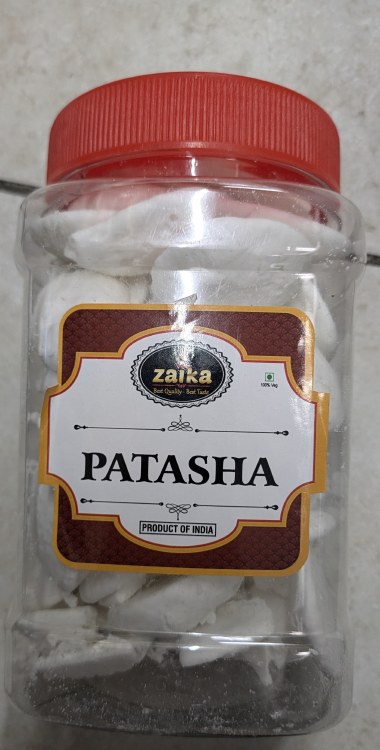 zaika
Best Quality - Best Taste
100% Veg
PATASHA
PRODUCT OF INDIA